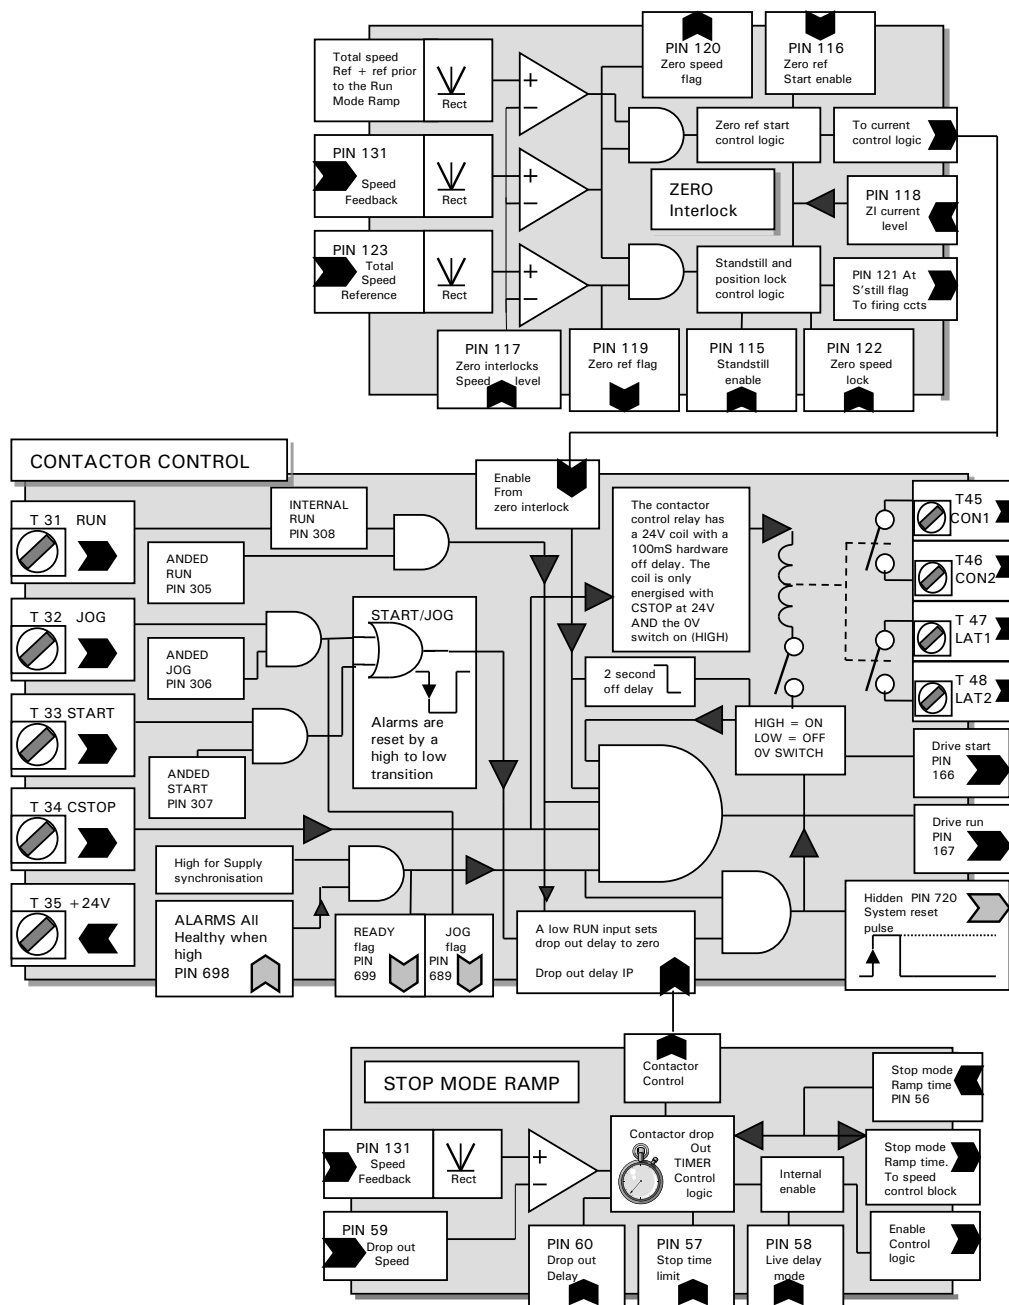 Total speed
Ref + ref prior
to the Run
Mode Ramp
Rect
PIN 120
Zero speed
flag
PIN 116
Zero ref
Start enable
+
−
Zero ref start
control logic
To current
control logic
PIN 131
Speed
Feedback
Rect
+
−
ZERO
Interlock
PIN 118
ZI current
level
PIN 123
Total
Speed
Reference
Rect
+
−
Standstill and
position lock
control logic
PIN 121 At
S'still flag
To firing ccts
PIN 117
Zero interlocks
Speed level
PIN 119
Zero ref flag
PIN 115
Standstill
enable
PIN 122
Zero speed
lock
CONTACTOR CONTROL
Enable
From
zero interlock
T 31 RUN
INTERNAL
RUN
PIN 308
ANDED
RUN
PIN 305
The contactor
control relay has
a 24V coil with a
100mS hardware
off delay. The
coil is only
energised with
CSTOP at 24V
AND the 0V
switch on (HIGH)
T45
CON1
T46
CON2
T 47
LAT1
T 48
LAT2
T 32 JOG
ANDED
JOG
PIN 306
START/JOG
Alarms are
reset by a
high to low
transition
2 second
off delay
T 33 START
ANDED
START
PIN 307
HIGH = ON
LOW = OFF
0V SWITCH
Drive start
PIN
166
T 34 CSTOP
Drive run
PIN
167
High for Supply
synchronisation
T 35 +24V
ALARMS All
Healthy when
high
PIN 698
READY
flag
PIN
699
JOG
flag
PIN
689
A low RUN input sets
drop out delay to zero
Drop out delay IP
Hidden PIN 720
System reset
pulse
STOP MODE RAMP
Contactor
Control
Stop mode
Ramp time
PIN 56
PIN 131
Speed
Feedback
Rect
+
−
Contactor drop
Out
TIMER
Control
logic
Internal
enable
Stop mode
Ramp time.
To speed
control block
PIN 59
Drop out
Speed
PIN 60
Drop out
Delay
PIN 57
Stop time
limit
PIN 58
Live delay
mode
Enable
Control
logic